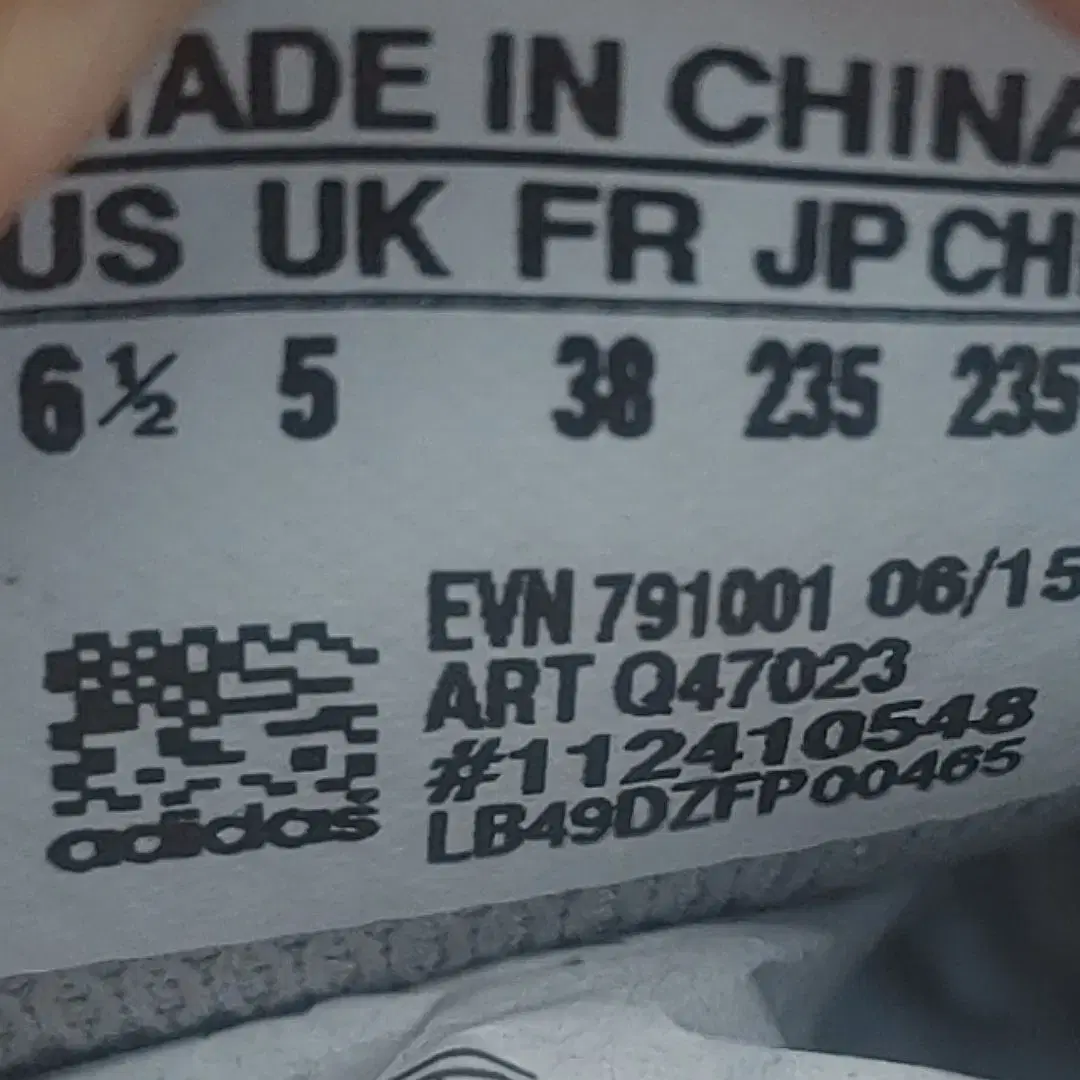 MADE IN CHINA
US UK FR JP CH
6½ 5 38 235 235
EVN 791001 06/15
ART Q47023
#112410548
LB49DZFP00465
adidas